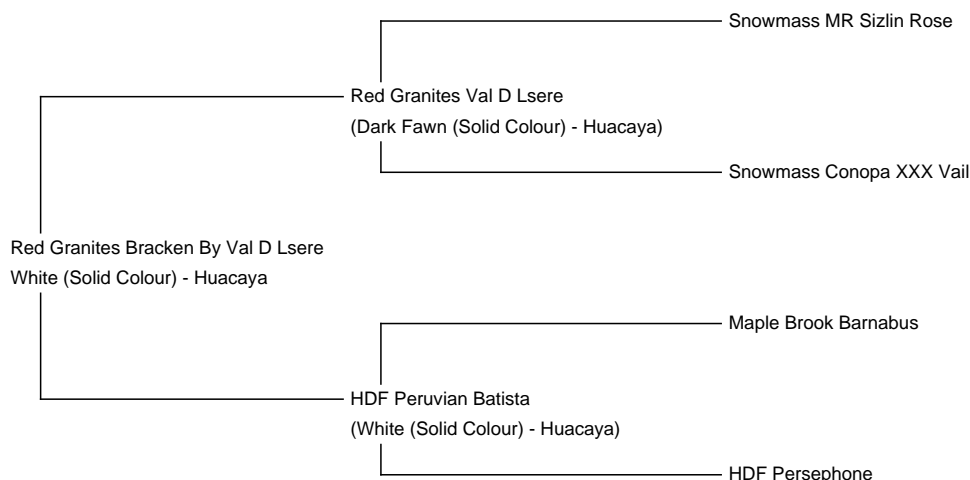 Snowmass MR Sizlin Rose
Red Granites Val D Lsere
(Dark Fawn (Solid Colour) - Huacaya)
Snowmass Conopa XXX Vail
Red Granites Bracken By Val D Lsere
White (Solid Colour) - Huacaya
Maple Brook Barnabus
HDF Peruvian Batista
(White (Solid Colour) - Huacaya)
HDF Persephone